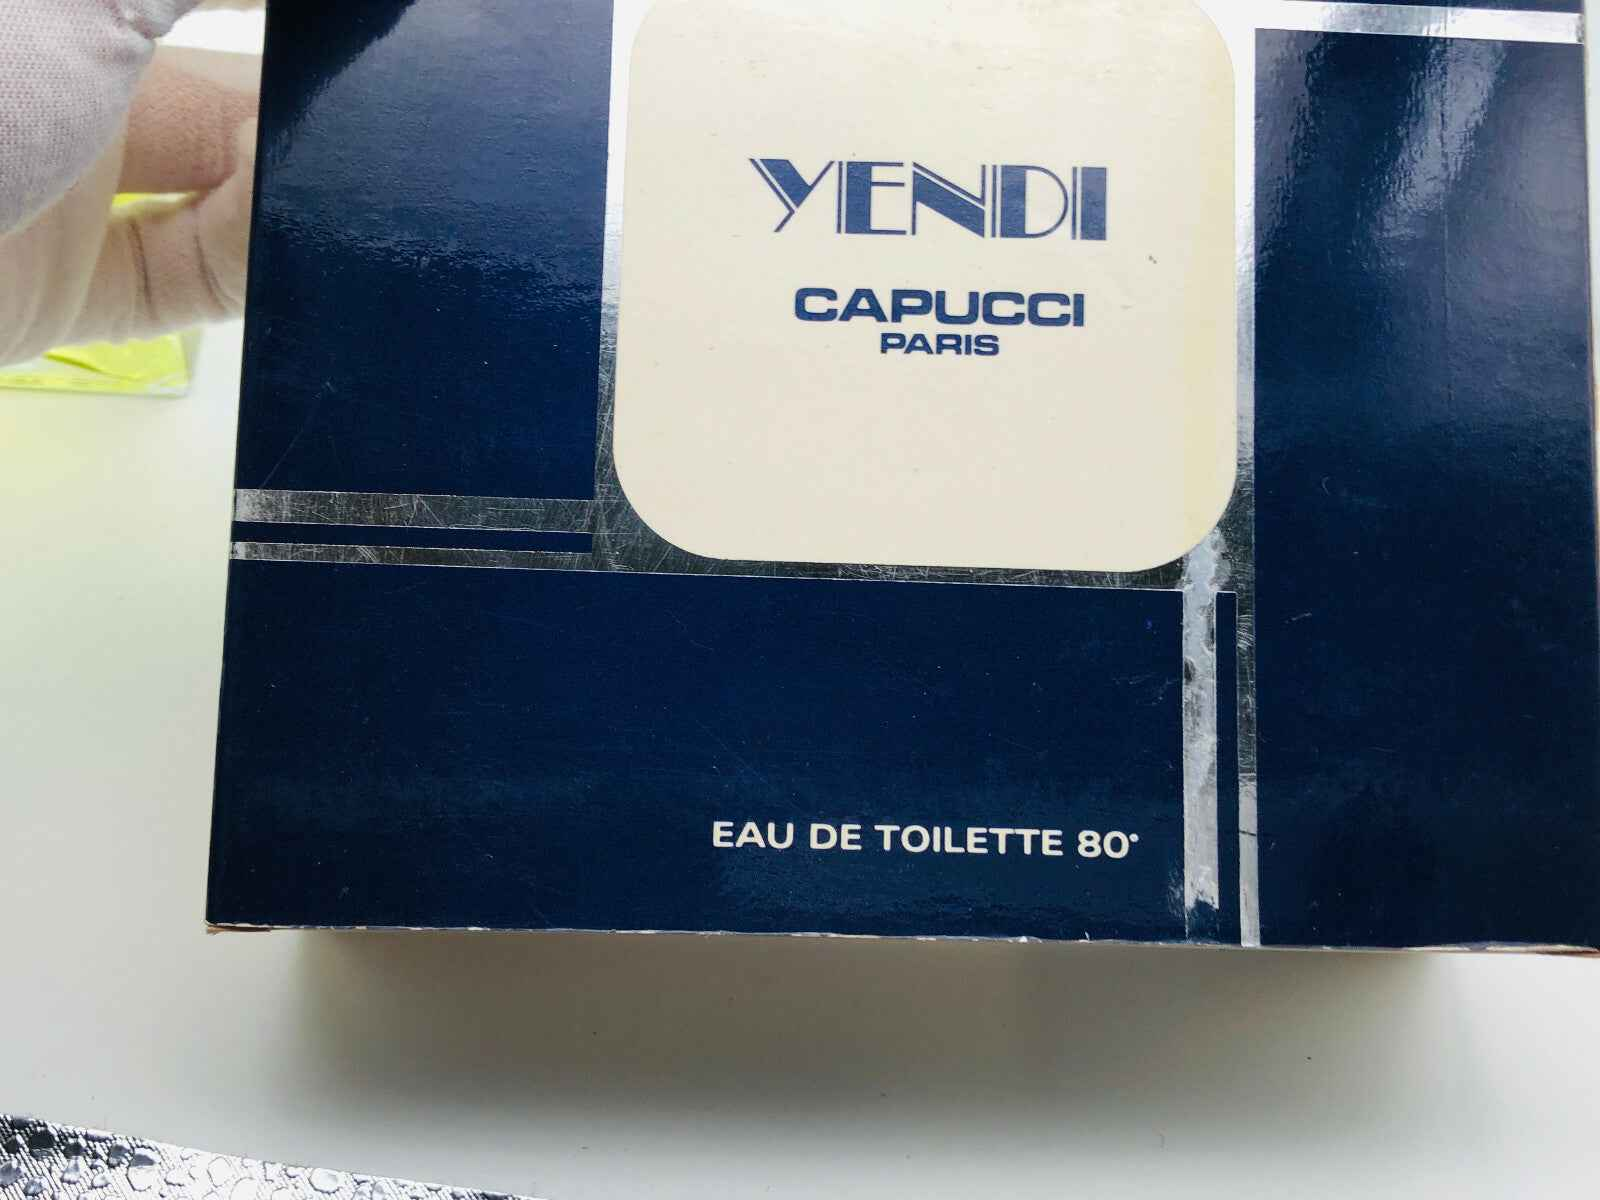 YENDI
CAPUCCI
PARIS
EAU DE TOILETTE 80°